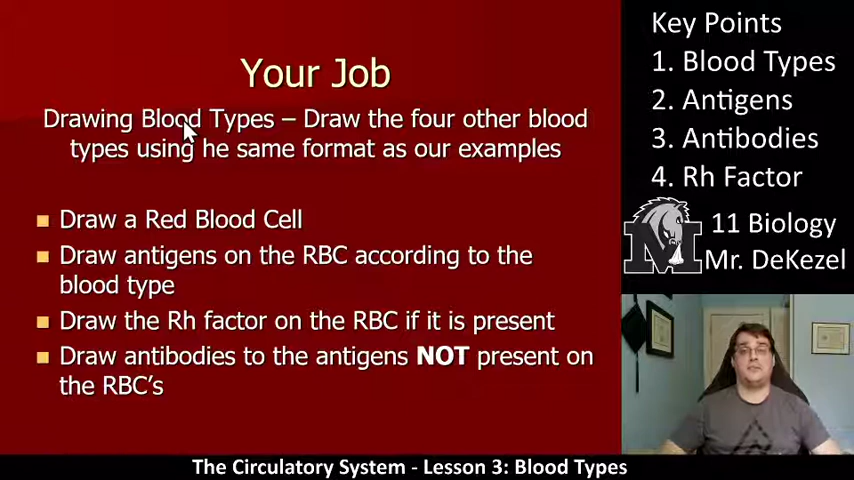 Your Job
Drawing Blood Types – Draw the four other blood
types using he same format as our examples
Draw a Red Blood Cell
Draw antigens on the RBC according to the
blood type
Draw the Rh factor on the RBC if it is present
Draw antibodies to the antigens NOT present on
the RBC's
Key Points
1. Blood Types
2. Antigens
3. Antibodies
4. Rh Factor
M
11 Biology
Mr. DeKezel
The Circulatory System - Lesson 3: Blood Types